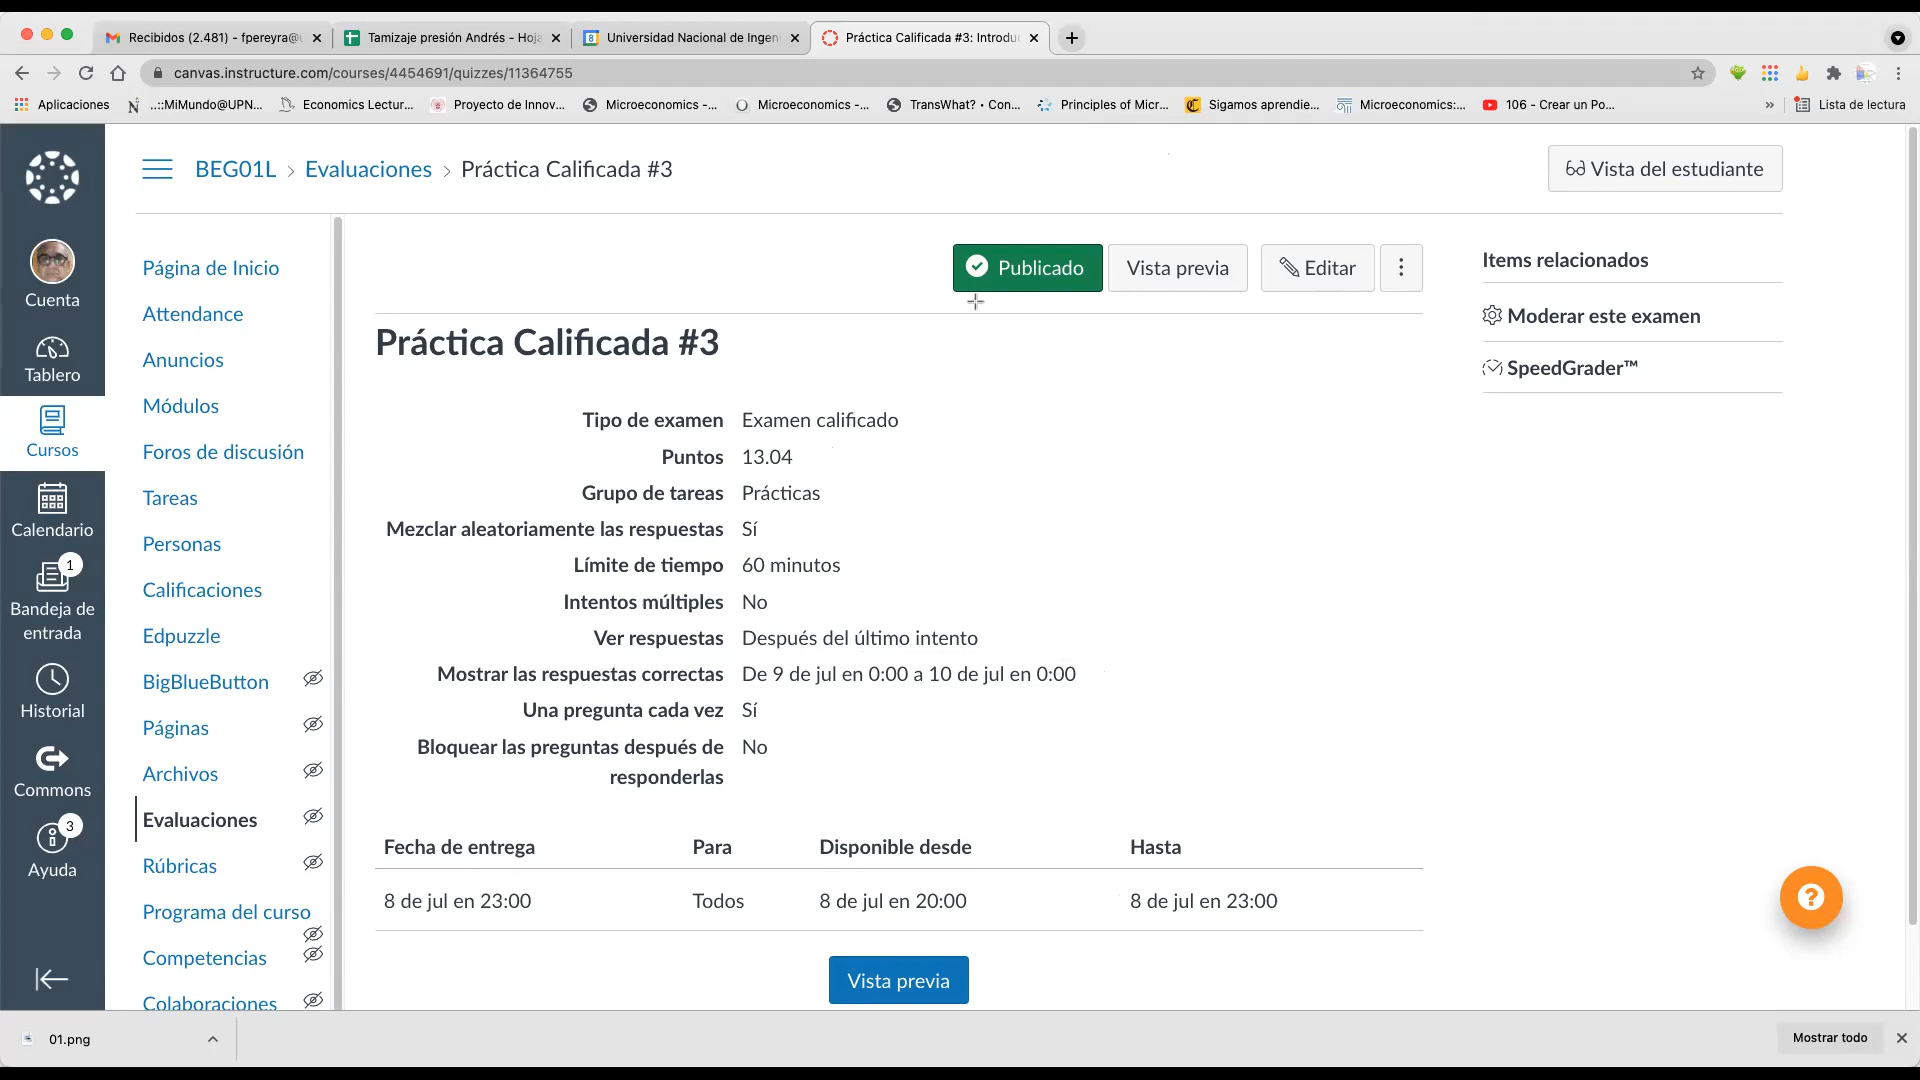 Recibidos (2.481) - fpereyra@
Tamizaje presión Andrés - Hoja
Universidad Nacional de Ingen
Práctica Calificada #3: Introdu
canvas.instructure.com/courses/4454691/quizzes/11364755
Aplicaciones
..::MiMundo@UPN...
Economics Lectur...
Proyecto de Innov...
Microeconomics -...
Microeconomics -...
TransWhat? • Con...
Principles of Micr...
Sigamos aprendie...
Microeconomics:...
106 - Crear un Po...
»
Lista de lectura
BEG01L > Evaluaciones > Práctica Calificada #3
Vista del estudiante
Cuenta
Tablero
Cursos
Calendario
1
Bandeja de
entrada
Historial
Commons
3
Ayuda
Página de Inicio
Attendance
Anuncios
Módulos
Foros de discusión
Tareas
Personas
Calificaciones
Edpuzzle
BigBlueButton
Páginas
Archivos
Evaluaciones
Rúbricas
Programa del curso
Competencias
Colaboraciones
Publicado
Vista previa
Editar
Práctica Calificada #3
Tipo de examen Examen calificado
Puntos 13.04
Grupo de tareas Prácticas
Mezclar aleatoriamente las respuestas Sí
Límite de tiempo 60 minutos
Intentos múltiples No
Ver respuestas Después del último intento
Mostrar las respuestas correctas De 9 de jul en 0:00 a 10 de jul en 0:00
Una pregunta cada vez Sí
Bloquear las preguntas después de No
responderlas
Fecha de entrega Para Disponible desde Hasta
8 de jul en 23:00 Todos 8 de jul en 20:00 8 de jul en 23:00
Vista previa
Items relacionados
Moderar este examen
SpeedGrader™
01.png
Mostrar todo